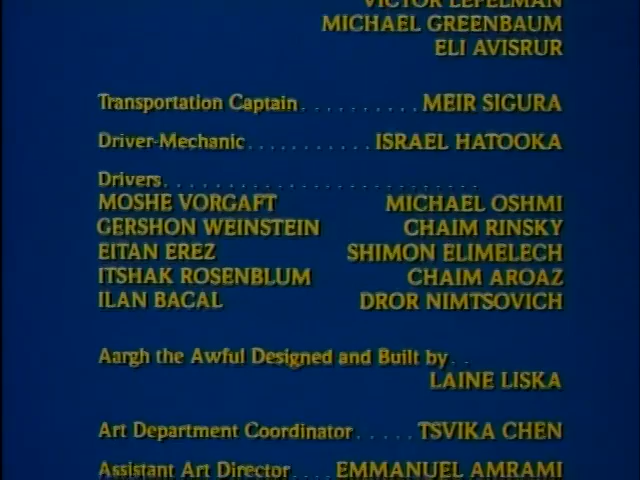 VICTOR LEFELMAN
MICHAEL GREENBAUM
ELI AVISRUR
Transportation Captain . . . . . . . . . . MEIR SIGURA
Driver-Mechanic . . . . . . . . . . . ISRAEL HATOOKA
Drivers . . . . . . . . . . . . . . . . . . . . . . . . . .
MOSHE VORGAFT MICHAEL OSHMI
GERSHON WEINSTEIN CHAIM RINSKY
EITAN EREZ SHIMON ELIMELECH
ITSHAK ROSENBLUM CHAIM AROAZ
ILAN BACAL DROR NIMTSOVICH
Aargh the Awful Designed and Built by . .
LAINE LISKA
Art Department Coordinator . . . . . TSVIKA CHEN
Assistant Art Director . . . . EMMANUEL AMRAMI